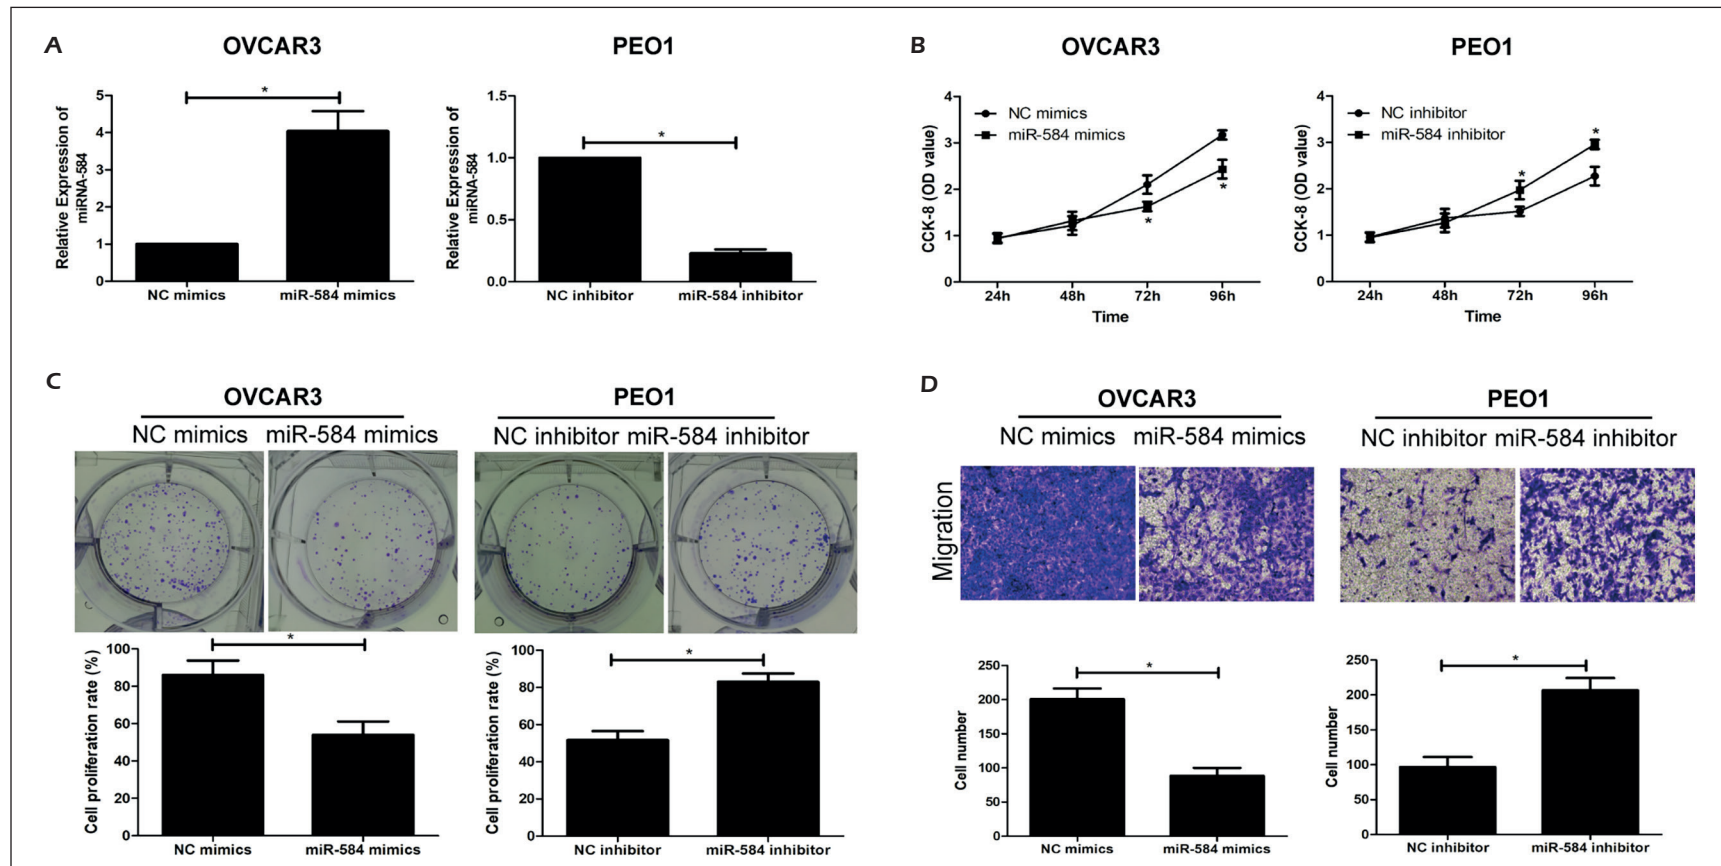 A
OVCAR3
PEO1
Relative Expression of
miRNA-584
5
4
3
2
1
0
*
NC mimics
miR-584 mimics
Relative Expression of
miRNA-584
1.5
1.0
0.5
0.0
*
NC inhibitor
miR-584 inhibitor
B
OVCAR3
PEO1
CCK-8 (OD value)
4
3
2
1
0
NC mimics
miR-584 mimics
*
*
24h
48h
72h
96h
Time
CCK-8 (OD value)
4
3
2
1
0
NC inhibitor
miR-584 inhibitor
*
*
24h
48h
72h
96h
Time
C
OVCAR3
PEO1
NC mimics
miR-584 mimics
NC inhibitor
miR-584 inhibitor
Cell proliferation rate (%)
100
80
60
40
20
0
*
NC mimics
miR-584 mimics
Cell proliferation rate (%)
100
80
60
40
20
0
*
NC inhibitor
miR-584 inhibitor
D
OVCAR3
PEO1
NC mimics
miR-584 mimics
NC inhibitor
miR-584 inhibitor
Migration
Cell number
250
200
150
100
50
0
*
NC mimics
miR-584 mimics
Cell number
250
200
150
100
50
0
*
NC inhibitor
miR-584 inhibitor